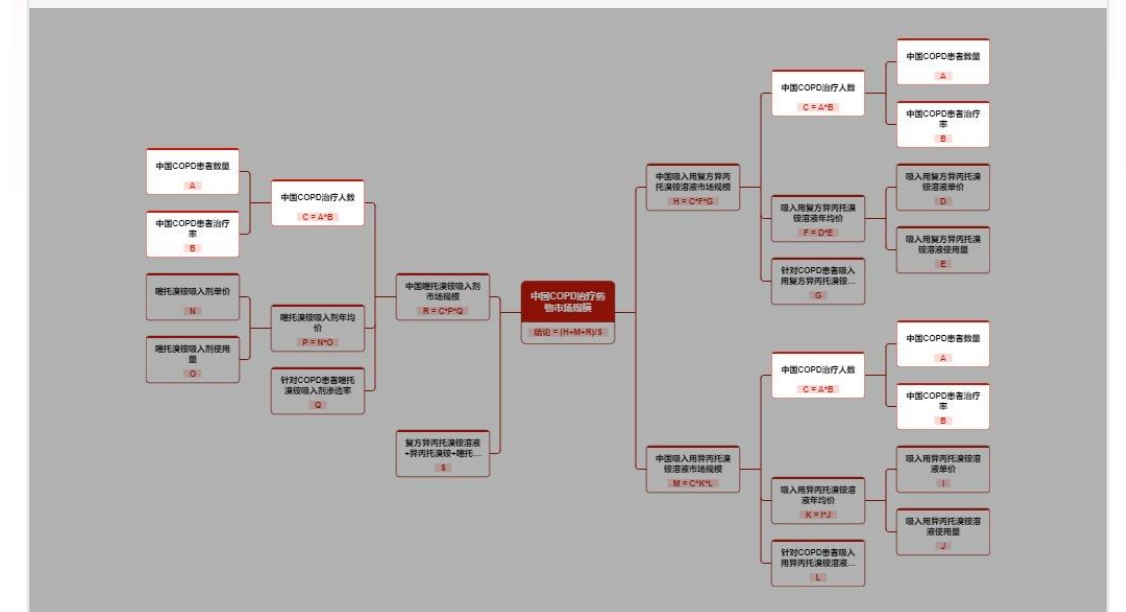 中国COPD患者数量
A
中国COPD患者治疗
率
B
中国COPD治疗人数
C = A*B
噻托溴铵吸入剂单价
N
噻托溴铵吸入剂使用
量
O
噻托溴铵吸入剂年均
价
P = N*O
针对COPD患者噻托
溴铵吸入剂渗透率
Q
中国噻托溴铵吸入剂
市场规模
R = C*P*Q
复方异丙托溴铵溶液
+异丙托溴铵+噻托...
S
中国COPD治疗药
物市场规模
结论 = (H+M+R)/S
中国吸入用复方异丙
托溴铵溶液市场规模
H = C*F*G
中国COPD治疗人数
C = A*B
中国COPD患者数量
A
中国COPD患者治疗
率
B
吸入用复方异丙托溴
铵溶液年均价
F = D*E
吸入用复方异丙托溴
铵溶液单价
D
吸入用复方异丙托溴
铵溶液使用量
E
针对COPD患者吸入
用复方异丙托溴铵...
G
中国吸入用异丙托溴
铵溶液市场规模
M = C*K*L
中国COPD治疗人数
C = A*B
中国COPD患者数量
A
中国COPD患者治疗
率
B
吸入用异丙托溴铵溶
液年均价
K = I*J
吸入用异丙托溴铵溶
液单价
I
吸入用异丙托溴铵溶
液使用量
J
针对COPD患者吸入
用异丙托溴铵溶液...
L